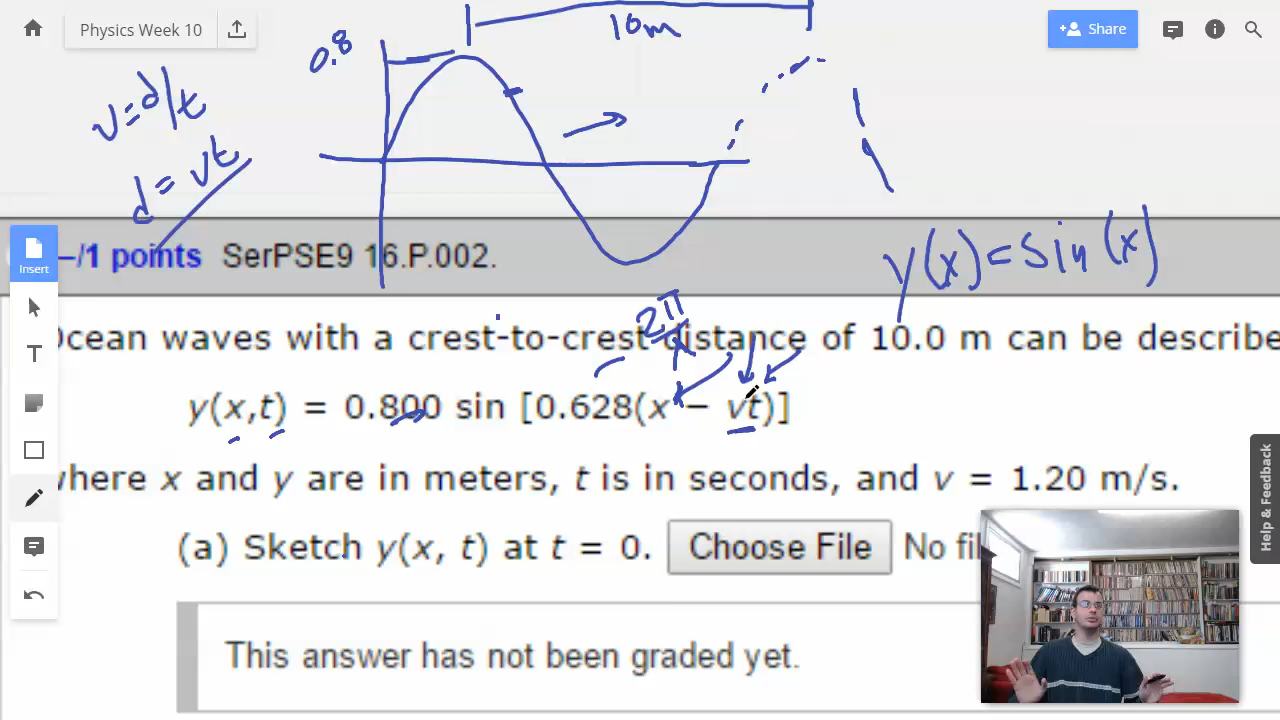 Physics Week 10
Share
10m
0.8
v=d/t
d=vt
Insert
–/1 points SerPSE9 16.P.002.
y(x)=Sin(x)
2π
Ocean waves with a crest-to-crest distance of 10.0 m can be describe
y(x,t) = 0.800 sin [0.628(x − vt)]
where x and y are in meters, t is in seconds, and v = 1.20 m/s.
(a) Sketch y(x, t) at t = 0. Choose File No fil
This answer has not been graded yet.
Help & Feedback